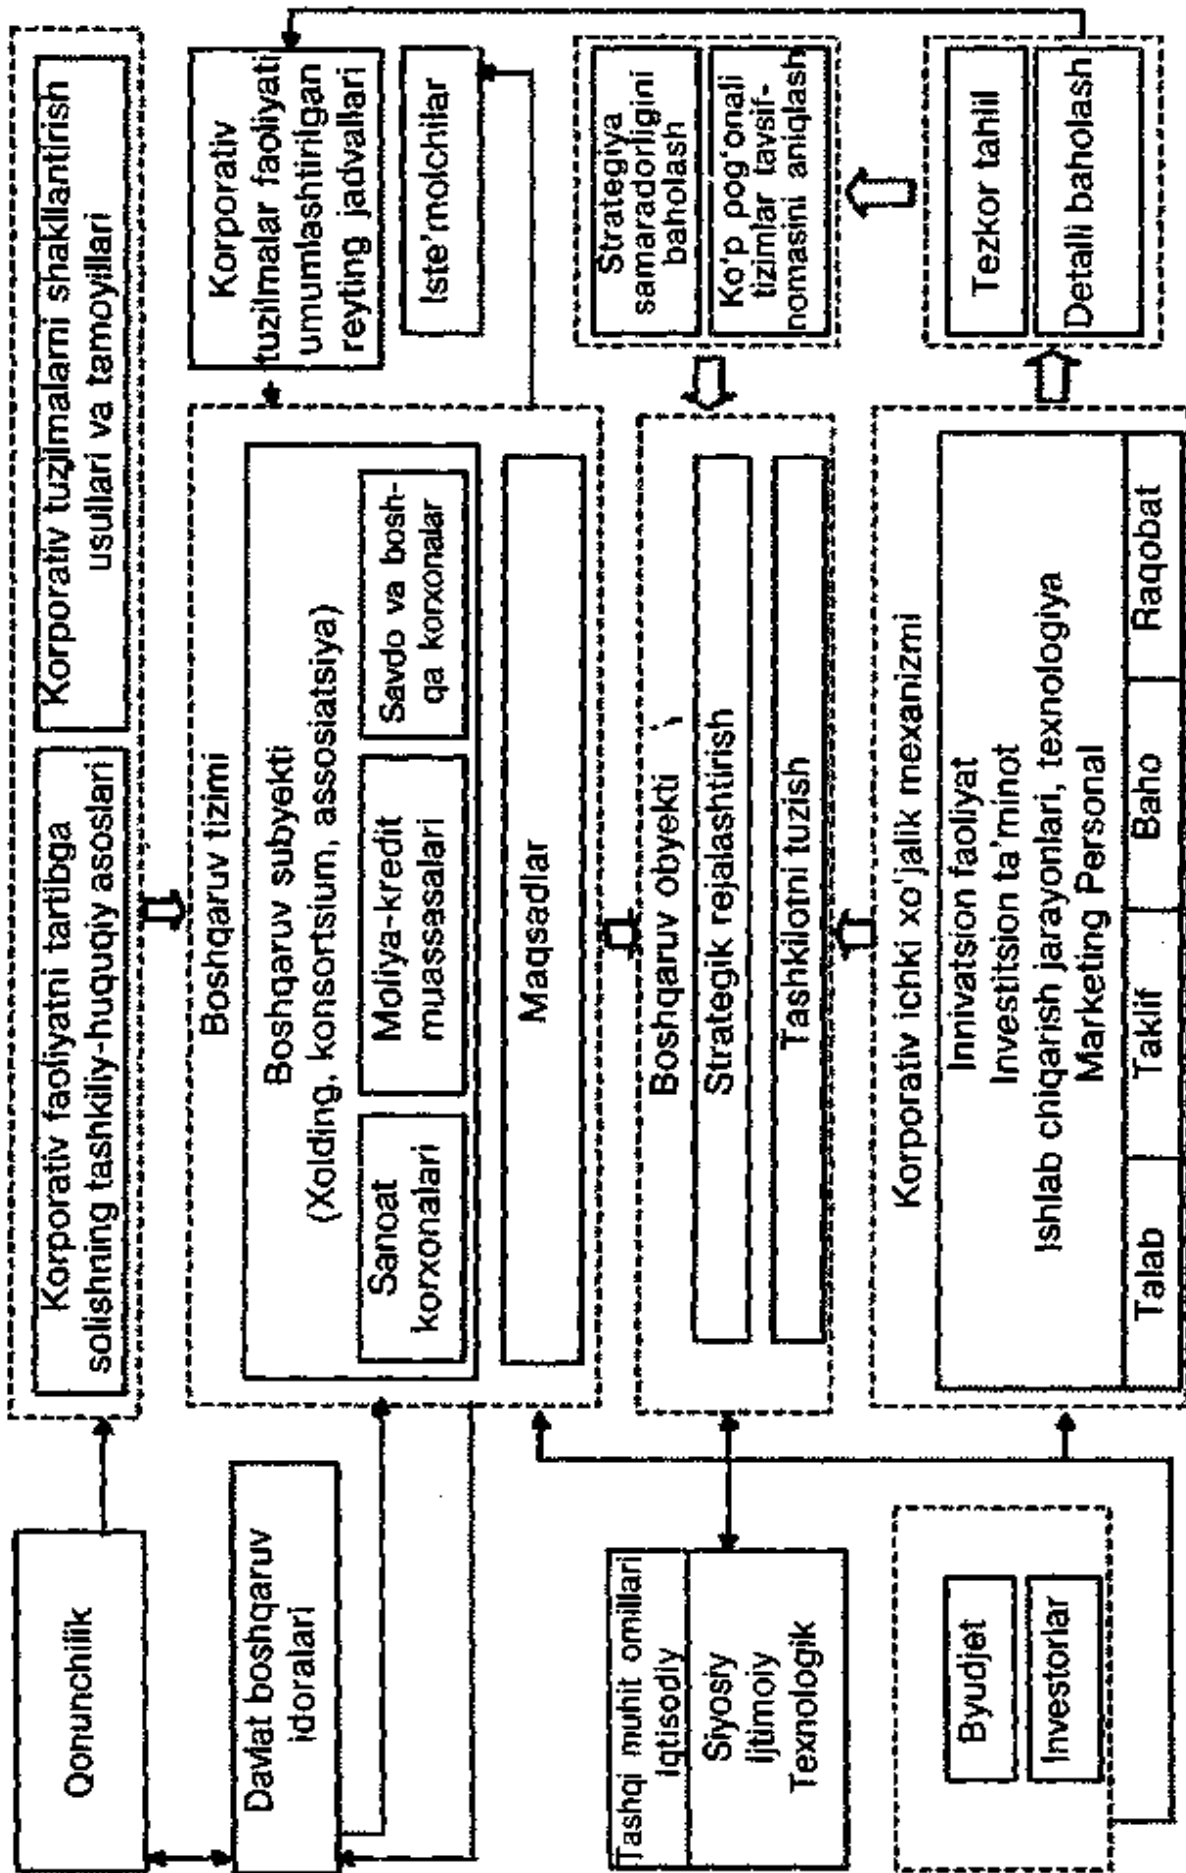 Qonunchilik
Davlat boshqaruv
idoralari
Tashqi muhit omillari
Iqtisodiy
Siyosiy
Ijtimoiy
Texnologik
Byudjet
Investorlar
Korporativ faoliyatni tartibga
solishning tashkiliy-huquqiy asoslari
Korporativ tuzilmalarni shakllantirish
usullari va tamoyillari
Boshqaruv tizimi
Boshqaruv subyekti
(Xolding, konsortsium, assosiatsiya)
Sanoat
korxonalari
Moliya-kredit
muassesalari
Savdo va bosh-
qa korxonalar
Maqsadlar
Boshqaruv obyekti
Strategik rejalashtirish
Tashkilotni tuzish
Korporativ ichki xo'jalik mexanizmi
Innivatsion faoliyat
Investitsion ta'minot
Ishlab chiqarish jarayonlari, texnologiya
Marketing Personal
Talab
Taklif
Baho
Raqobat
Korporativ
tuzilmalar faoliyati
umumlashtirilgan
reyting jadvallari
Iste'molchilar
Strategiya
samaradorligini
baholash
Ko'p pog'onali
tizimlar tavsif-
nomasini aniqlash
Tezkor tahlil
Detalli baholash